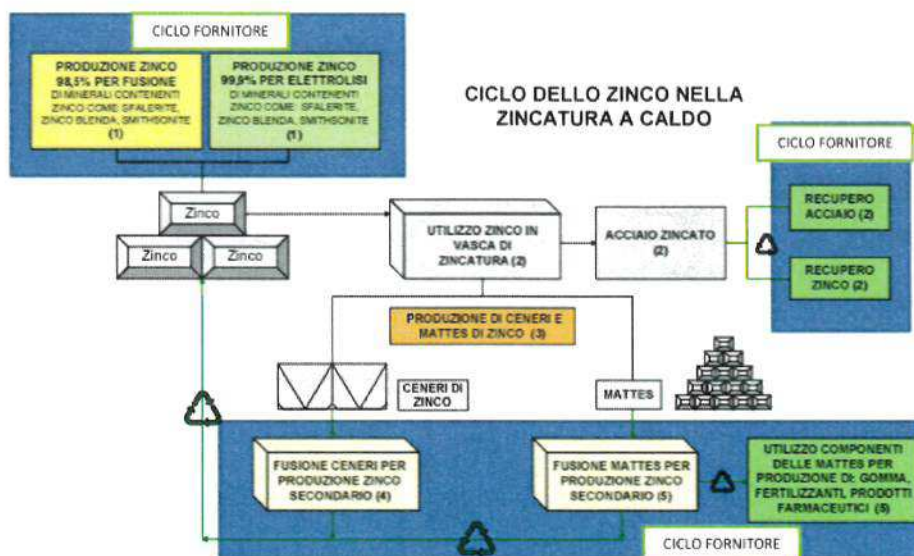 CICLO FORNITORE
PRODUZIONE ZINCO
98,5% PER FUSIONE
DI MINERALI CONTENENTI
ZINCO COME: SFALERITE,
ZINCO BLENDA, SMITHSONITE
(1)
PRODUZIONE ZINCO
99,9% PER ELETTROLISI
DI MINERALI CONTENENTI
ZINCO COME: SFALERITE,
ZINCO BLENDA, SMITHSONITE
(1)
CICLO DELLO ZINCO NELLA
ZINCATURA A CALDO
CICLO FORNITORE
Zinco
Zinco
Zinco
UTILIZZO ZINCO IN
VASCA DI
ZINCATURA (2)
ACCIAIO ZINCATO
(2)
RECUPERO
ACCIAIO (2)
RECUPERO
ZINCO (2)
PRODUZIONE DI CENERI E
MATTES DI ZINCO (3)
CENERI DI
ZINCO
MATTES
FUSIONE CENERI PER
PRODUZIONE ZINCO
SECONDARIO (4)
FUSIONE MATTES PER
PRODUZIONE ZINCO
SECONDARIO (5)
UTILIZZO COMPONENTI
DELLE MATTES PER
PRODUZIONE DI: GOMMA,
FERTILIZZANTI, PRODOTTI
FARMACEUTICI (5)
CICLO FORNITORE